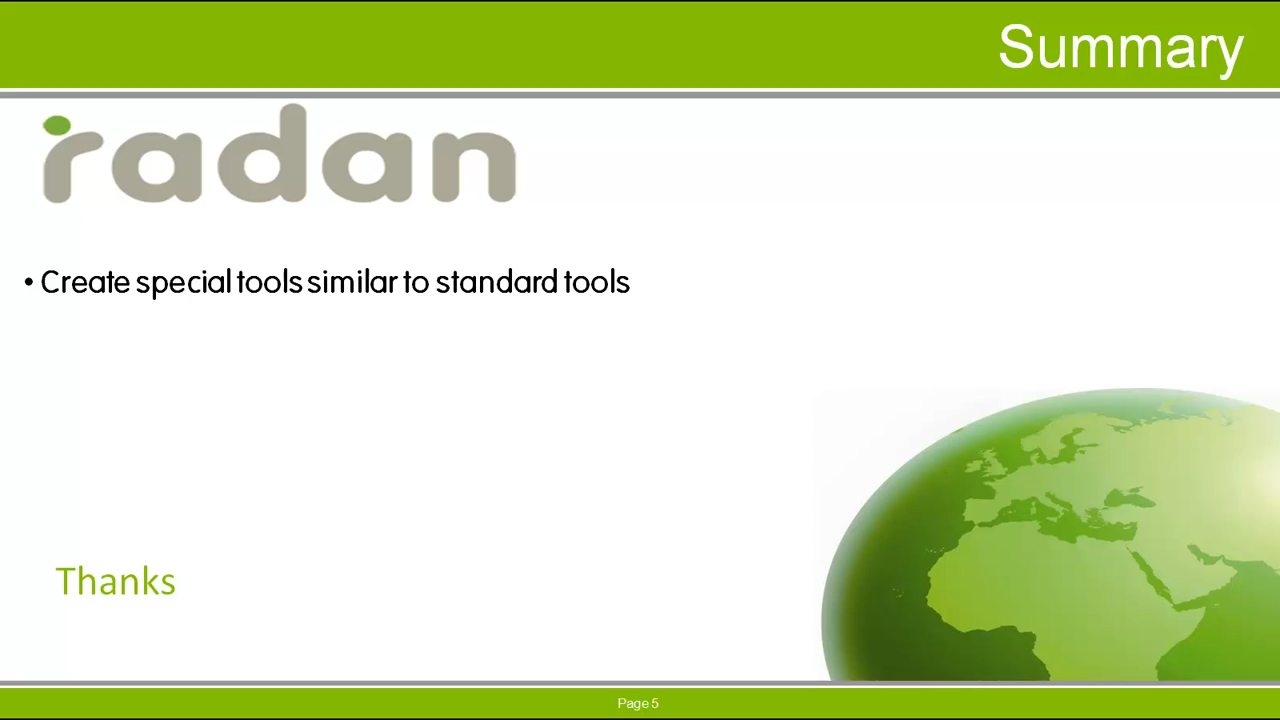 Summary
radan
• Create special tools similar to standard tools
Thanks
Page 5